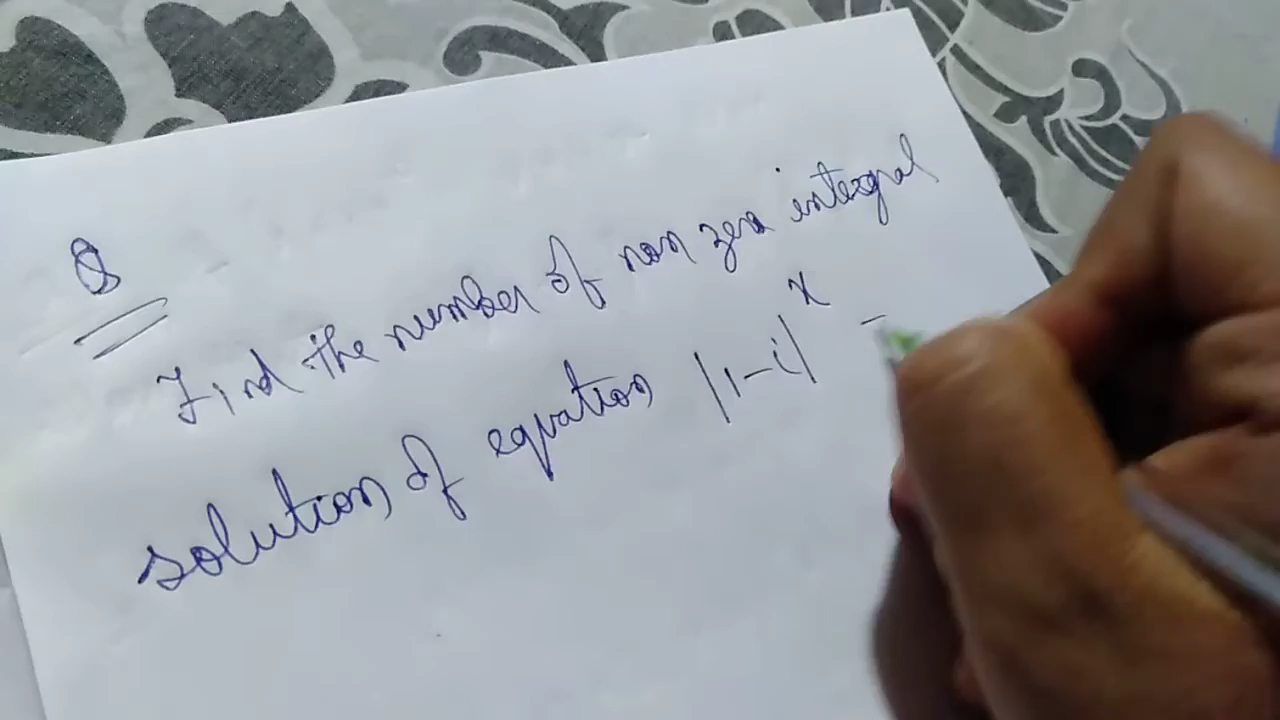 Q
Find the number of non zero integral
solution of equation |1-i|^x =